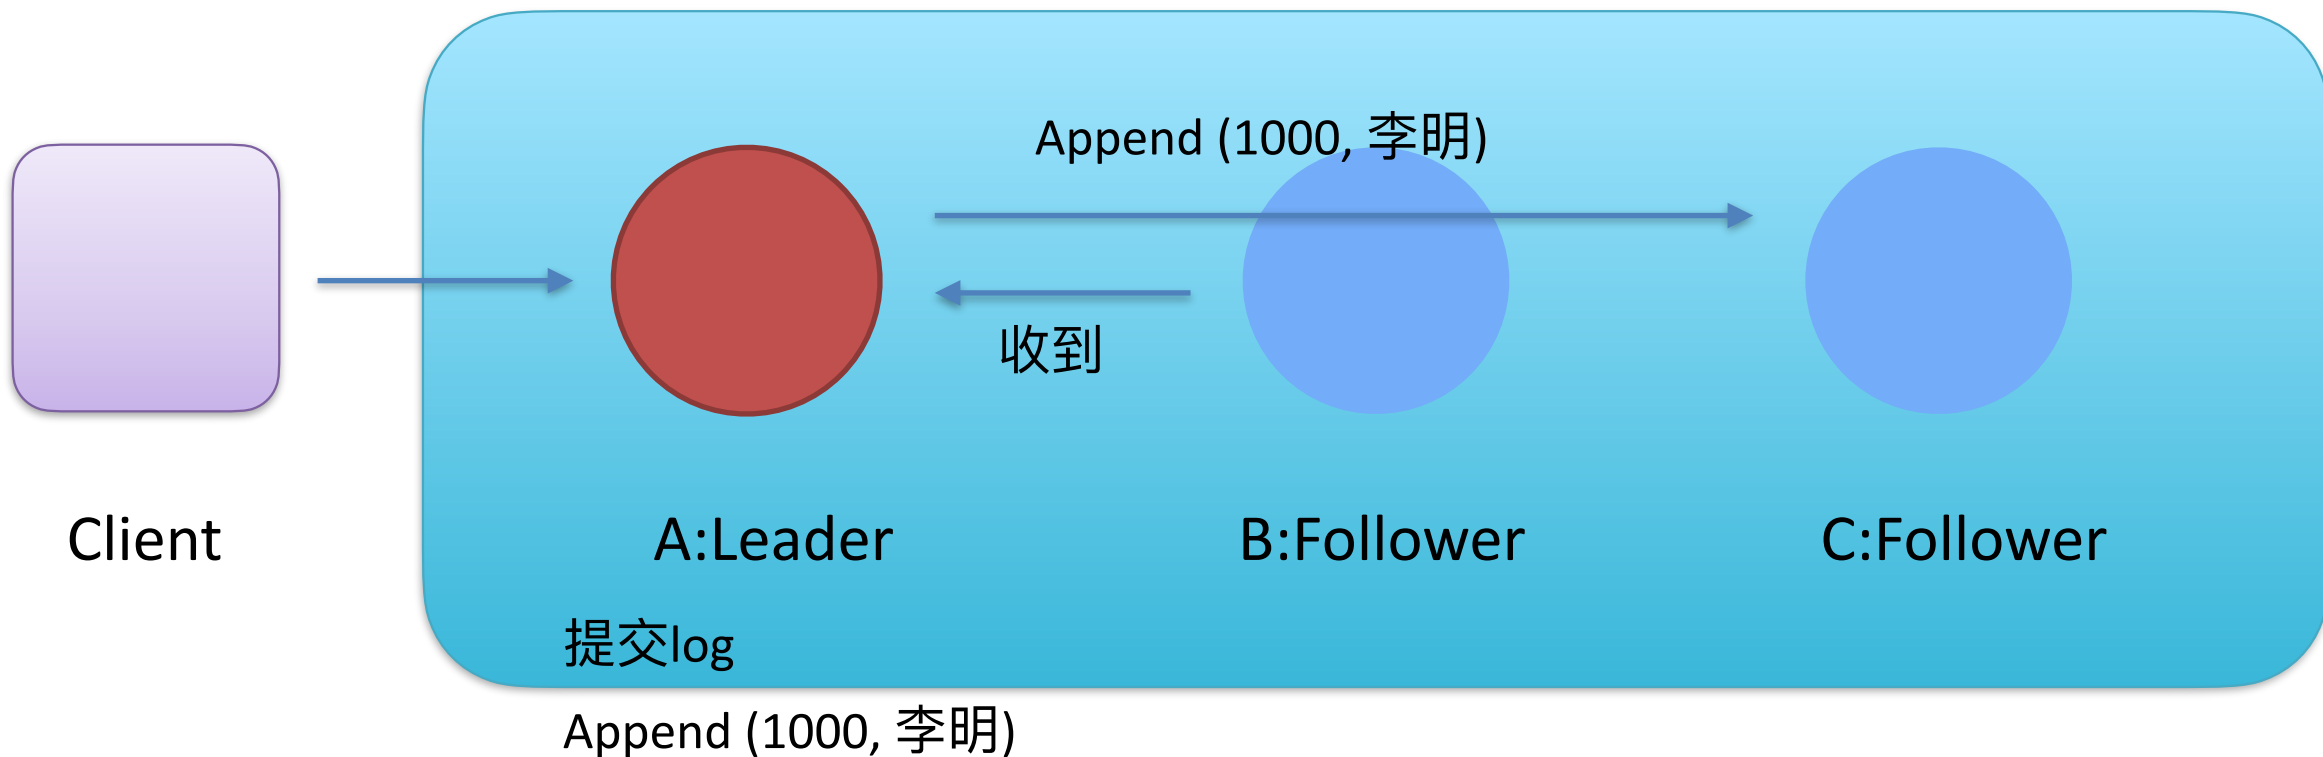 Append (1000, 李明)
收到
Client
A:Leader
B:Follower
C:Follower
提交log
Append (1000, 李明)